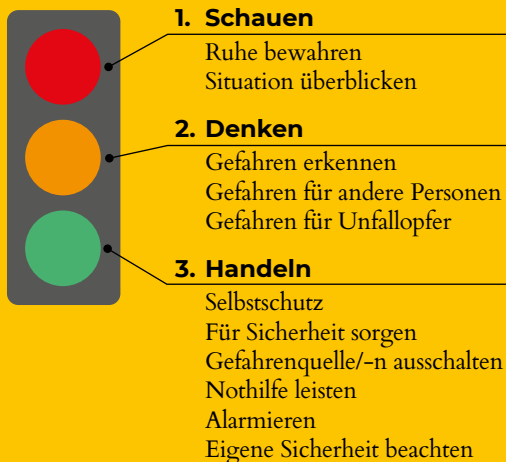 1. Schauen
Ruhe bewahren
Situation überblicken
2. Denken
Gefahren erkennen
Gefahren für andere Personen
Gefahren für Unfallopfer
3. Handeln
Selbstschutz
Für Sicherheit sorgen
Gefahrenquelle/-n ausschalten
Nothilfe leisten
Alarmieren
Eigene Sicherheit beachten